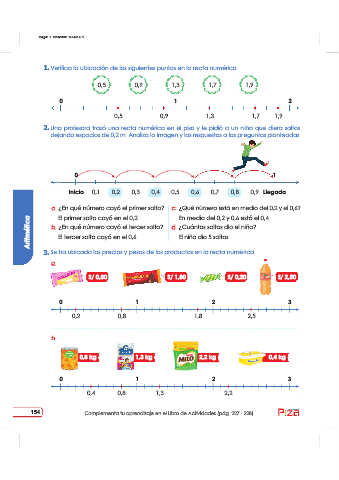 1. Verifica la ubicación de los siguientes puntos en la recta numérica.
0,5 0,9 1,3 1,7 1,9
0 1 2
0,5 0,9 1,3 1,7 1,9
2. Una profesora trazó una recta numérica en el piso y le pidió a un niño que diera saltos
dejando espacios de 0,2 m. Analiza la imagen y las respuestas a las preguntas planteadas.
0 1
Inicio 0,1 0,2 0,3 0,4 0,5 0,6 0,7 0,8 0,9 Llegada
a. ¿En qué número cayó el primer salto?
El primer salto cayó en el 0,2
b. ¿En qué número cayó el tercer salto?
El tercer salto cayó en el 0,6
c. ¿Qué número está en medio del 0,2 y el 0,6?
En medio del 0,2 y 0,6 está el 0,4
d. ¿Cuántos saltos dio el niño?
El niño dio 5 saltos
Aritmética
3. Se ha ubicado los precios y pesos de los productos en la recta numérica.
a.
S/ 0,80 S/ 1,80 S/ 0,20 S/ 2,50
0 1 2 3
0,2 0,8 1,8 2,5
b.
MILO
0,8 kg 1,3 kg 2,2 kg 0,4 kg
0 1 2 3
0,4 0,8 1,3 2,2
154
Complementa tu aprendizaje en el Libro de Actividades (pág. 227 - 228)
PIZA